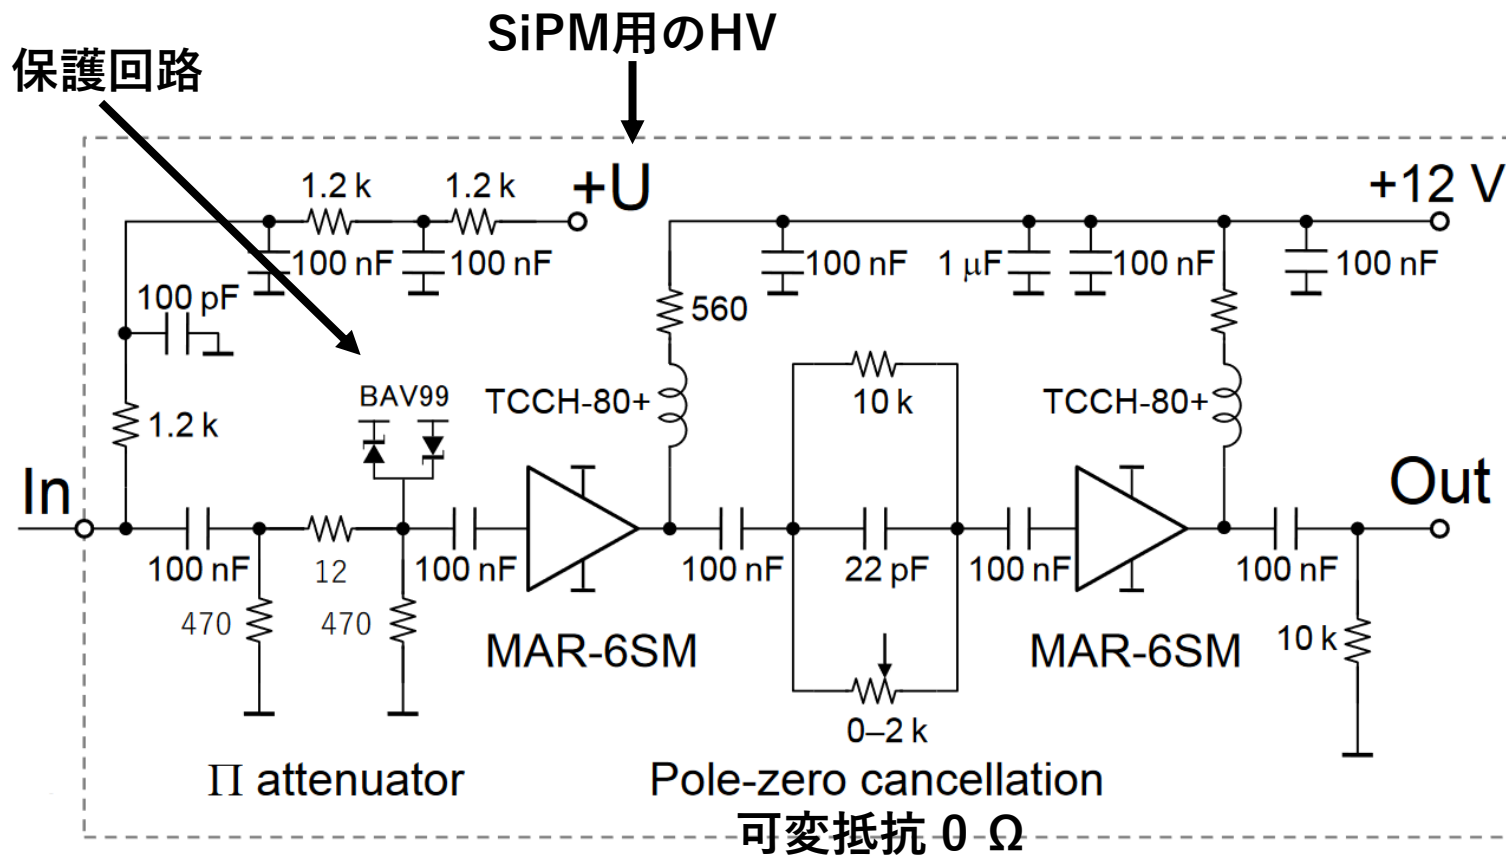 SiPM用のHV
保護回路
1.2 k
1.2 k
+U
+12 V
100 nF
100 nF
100 nF
1 μF
100 nF
100 nF
100 pF
560
BAV99
TCCH-80+
10 k
TCCH-80+
1.2 k
In
Out
100 nF
12
100 nF
100 nF
22 pF
100 nF
100 nF
470
470
MAR-6SM
MAR-6SM
10 k
0–2 k
Π attenuator
Pole-zero cancellation
可変抵抗 0 Ω